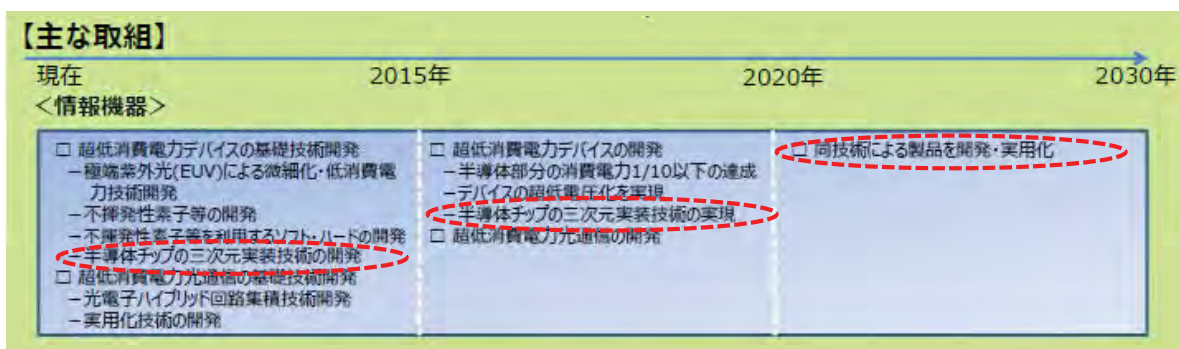 【主な取組】
現在 2015年 2020年 2030年
＜情報機器＞
□ 超低消費電力デバイスの基礎技術開発
－極端紫外光(EUV)による微細化・低消費電
力技術開発
－不揮発性素子等の開発
－不揮発性素子等を利用するソフト・ハードの開発
－半導体チップの三次元実装技術の開発
□ 超低消費電力光通信の基礎技術開発
－光電子ハイブリッド回路集積技術開発
－実用化技術の開発
□ 超低消費電力デバイスの開発
－半導体部分の消費電力1/10以下の達成
－デバイスの超低電圧化を実現
－半導体チップの三次元実装技術の実現
□ 超低消費電力光通信の開発
□ 同技術による製品を開発・実用化